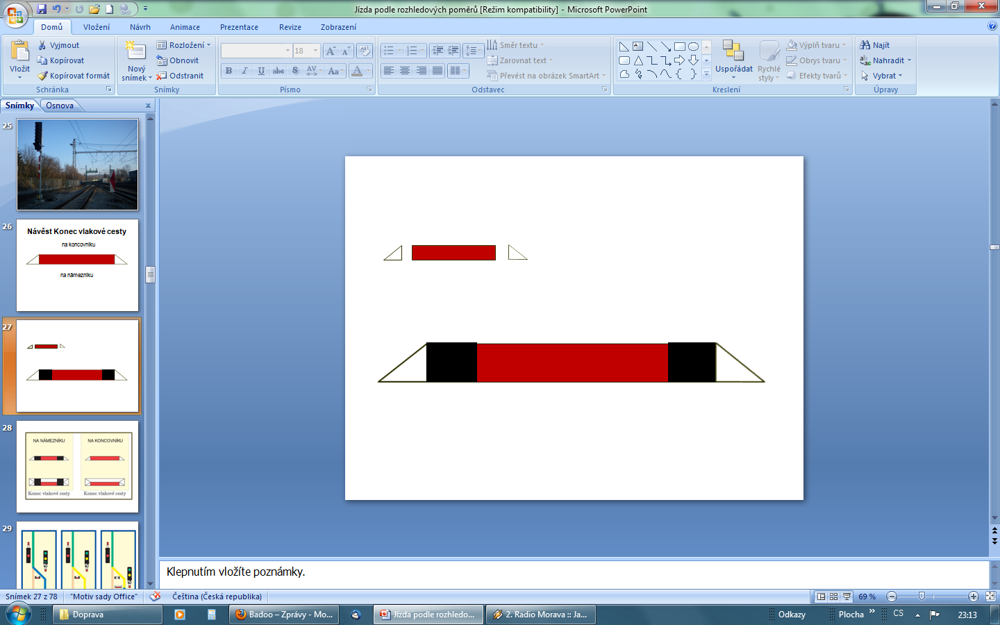 Jízda podle rozhledových poměrů [Režim kompatibility] - Microsoft PowerPoint
Domů Vložení Návrh Animace Prezentace Revize Zobrazení
Vložit
Vyjmout
Kopírovat
Kopírovat formát
Schránka
Nový snímek
Rozložení
Obnovit
Odstranit
Snímky
18
B I U abc S AV Aa A
Písmo
Směr textu
Zarovnat text
Převést na obrázek SmartArt
Odstavec
Uspořádat
Rychlé styly
Výplň tvaru
Obrys tvaru
Efekty tvarů
Kreslení
Najít
Nahradit
Vybrat
Úpravy
Snímky Osnova x
25
26
Návěst Konec vlakové cesty
na koncovníku
na námezníku
27
28
NA NÁMEZNÍKU NA KONCOVNÍKU
Konec vlakové cesty Konec vlakové cesty
29
Klepnutím vložíte poznámky.
Snímek 27 z 78 "Motiv sady Office" Čeština (Česká republika) 69 %
Doprava Badoo – Zprávy - Mo... Jízda podle rozhledo... 2. Radio Morava :: Ja... Odkazy Plocha » CS 23:13